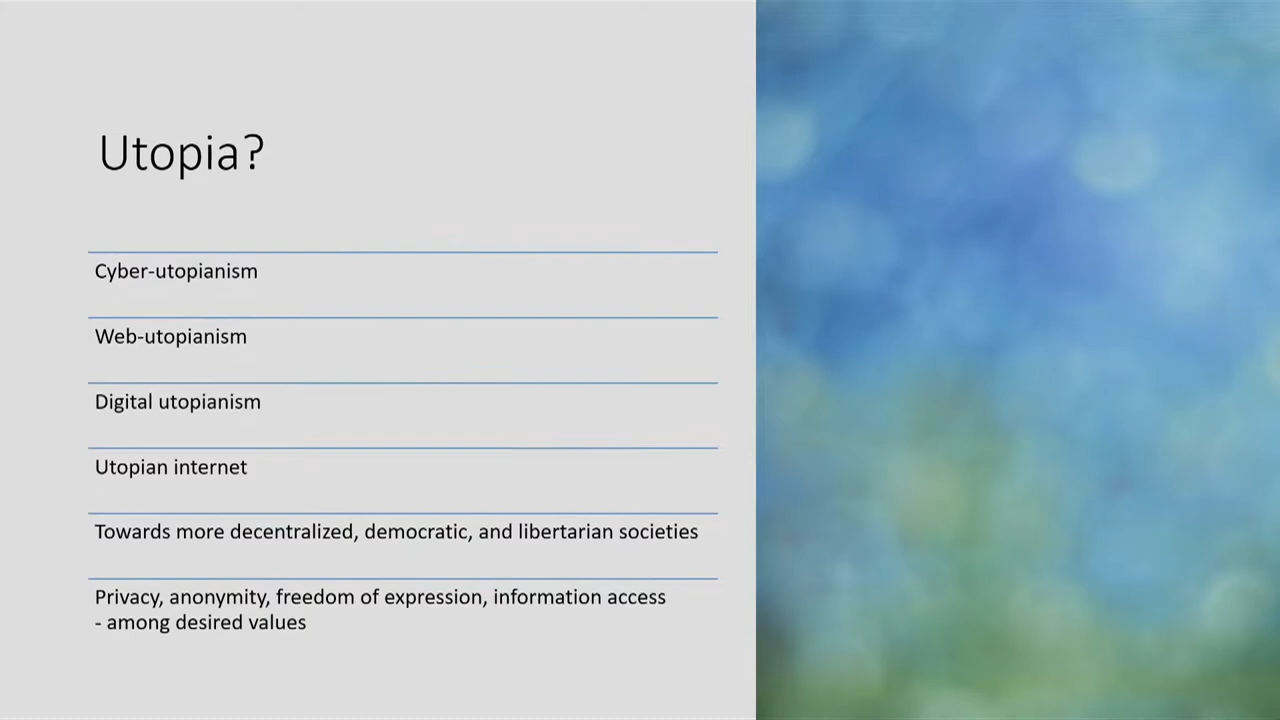 Utopia?
Cyber-utopianism
Web-utopianism
Digital utopianism
Utopian internet
Towards more decentralized, democratic, and libertarian societies
Privacy, anonymity, freedom of expression, information access
- among desired values